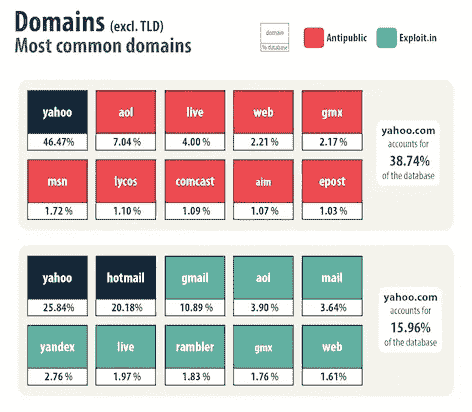 Domains (excl. TLD)
Most common domains
domain
% database
Antipublic
Exploit.in
yahoo aol live web gmx
46.47% 7.04 % 4.00 % 2.21 % 2.17 %
msn lycos comcast aim epost
1.72 % 1.10 % 1.09 % 1.07 % 1.03 %
yahoo.com
accounts for
38.74%
of the database
yahoo hotmail gmail aol mail
25.84% 20.18% 10.89 % 3.90 % 3.64%
yandex live rambler gmx web
2.76 % 1.97 % 1.83 % 1.76 % 1.61%
yahoo.com
accounts for
15.96%
of the database